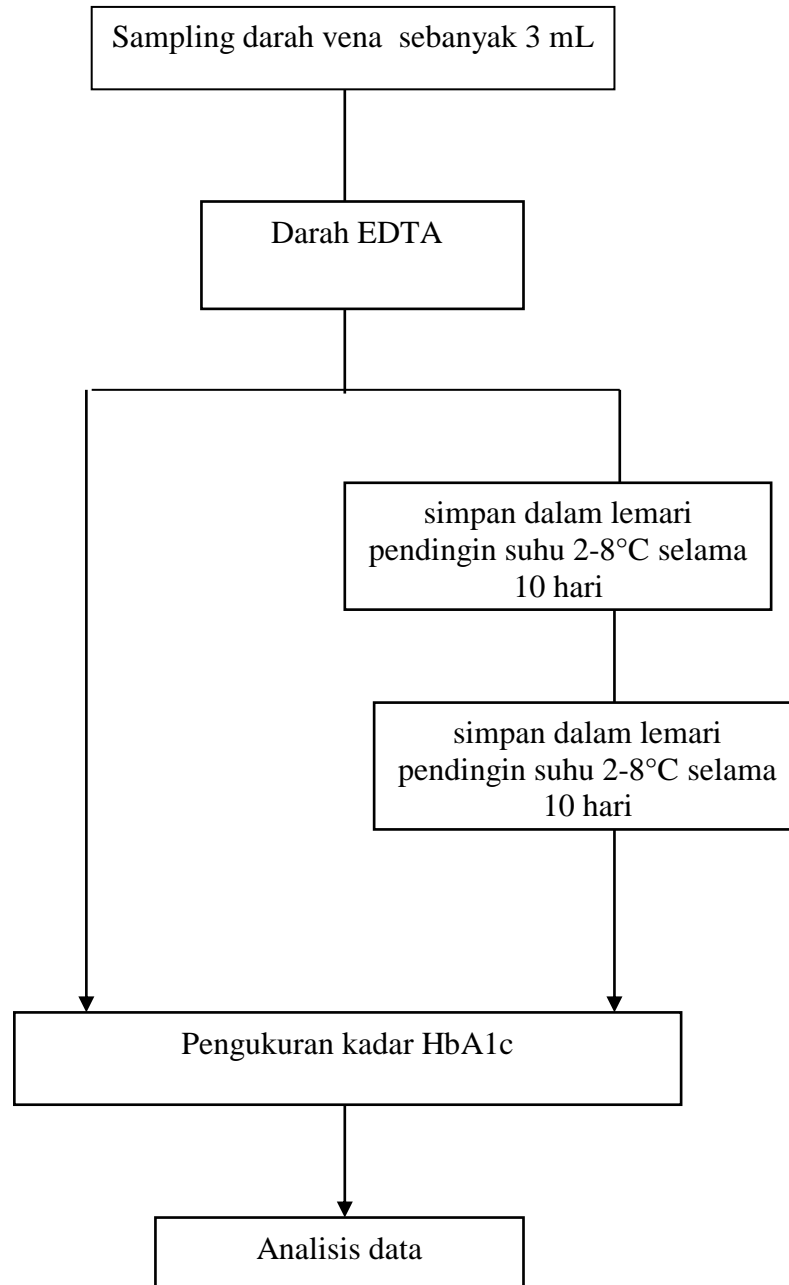 Sampling darah vena sebanyak 3 mL
Darah EDTA
simpan dalam lemari
pendingin suhu 2-8°C selama
10 hari
simpan dalam lemari
pendingin suhu 2-8°C selama
10 hari
Pengukuran kadar HbA1c
Analisis data